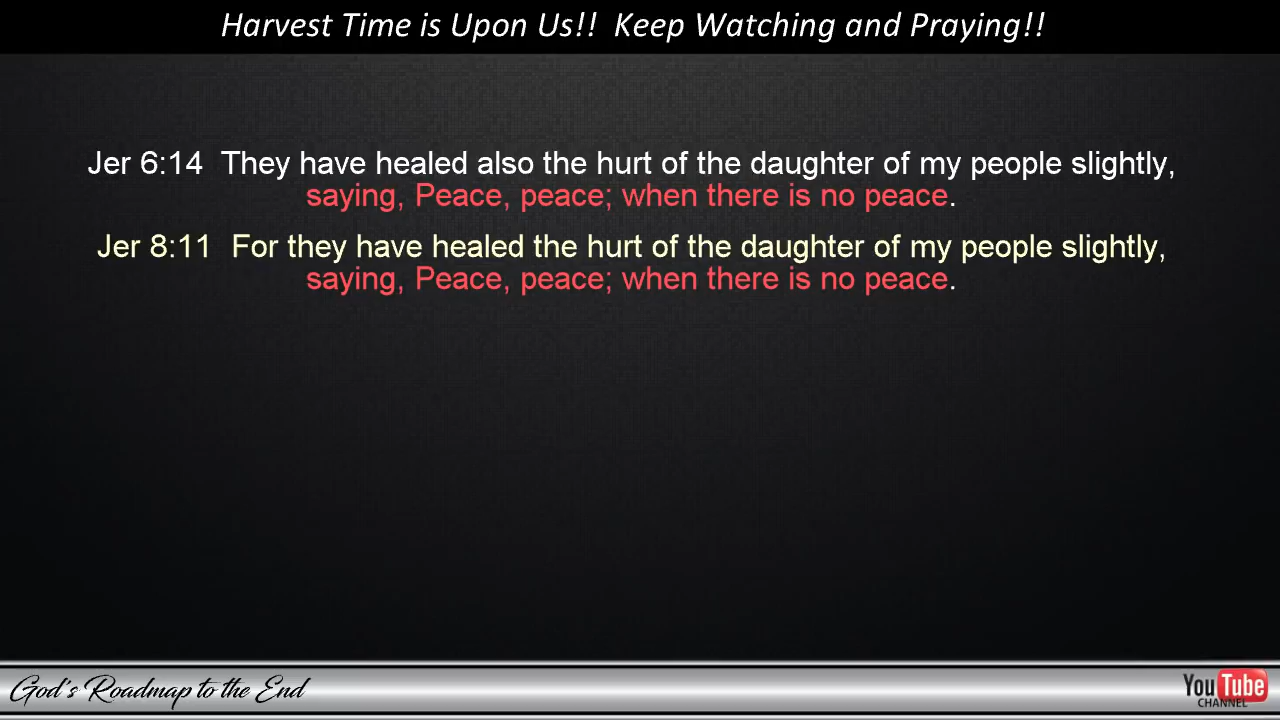 Harvest Time is Upon Us!!  Keep Watching and Praying!!
Jer 6:14  They have healed also the hurt of the daughter of my people slightly,
saying, Peace, peace; when there is no peace.
Jer 8:11  For they have healed the hurt of the daughter of my people slightly,
saying, Peace, peace; when there is no peace.
God's Roadmap to the End
YouTube
CHANNEL